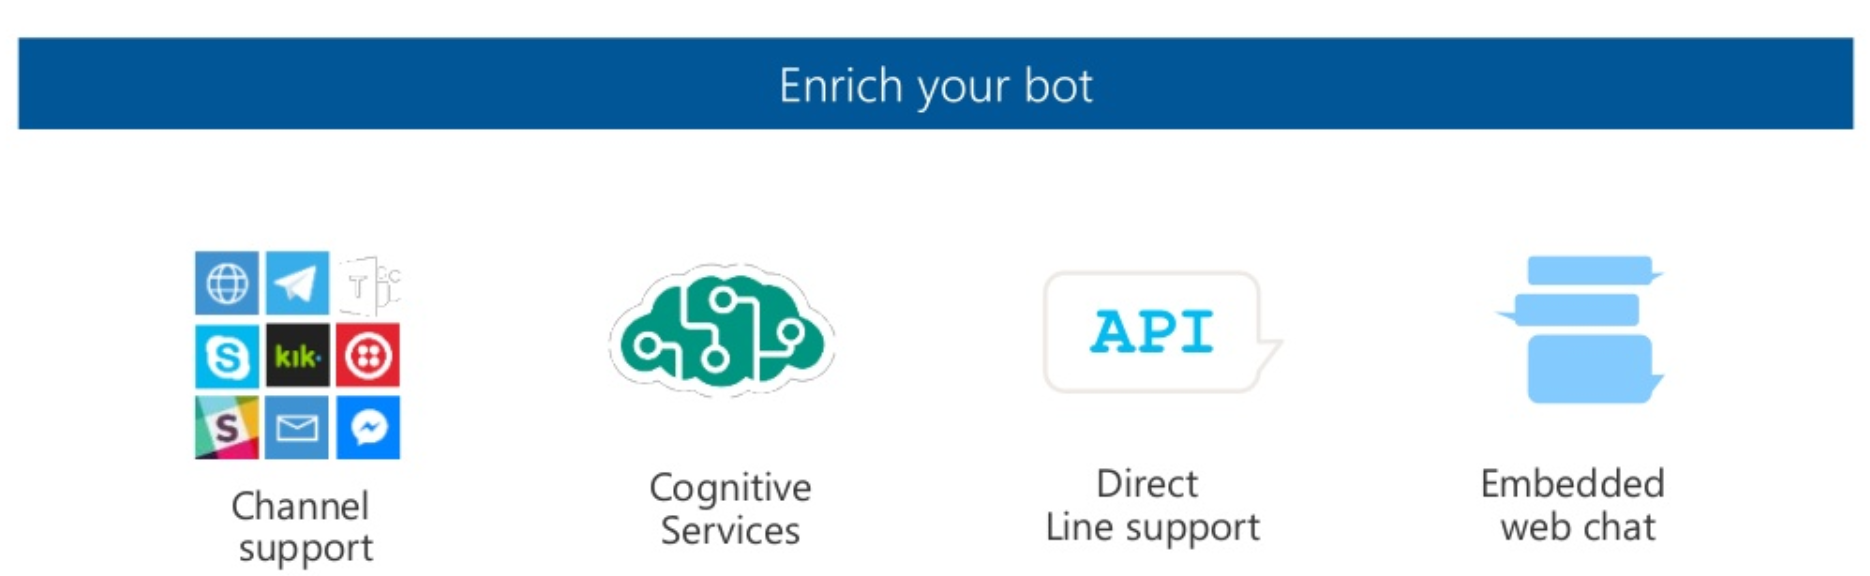 Enrich your bot
T
S
kik
S
API
Channel
support
Cognitive
Services
Direct
Line support
Embedded
web chat